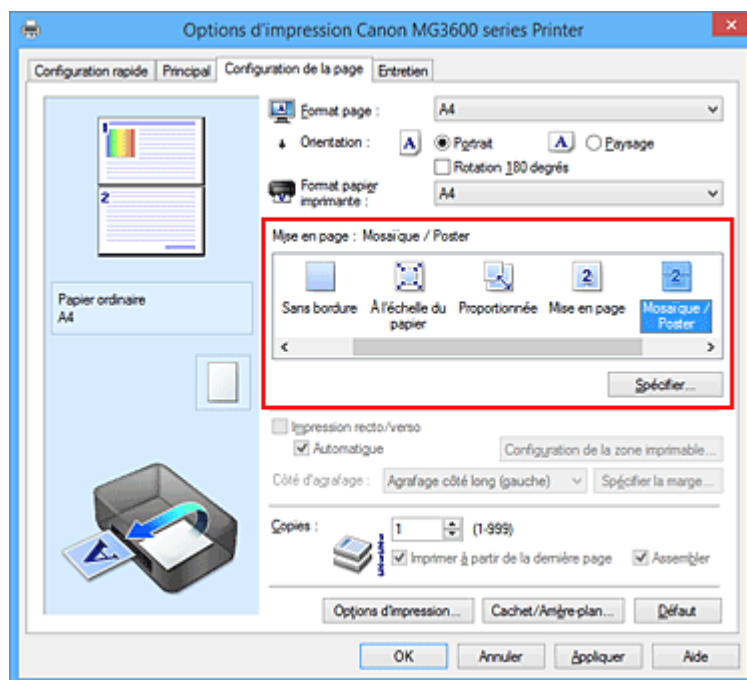 Options d'impression Canon MG3600 series Printer
Configuration rapide Principal Configuration de la page Entretien
Format page : A4
Orientation : A Portrait A Paysage
Rotation 180 degrés
Format papier imprimante : A4
Mise en page : Mosaïque / Poster
Sans bordure
À l'échelle du papier
Proportionnée
2
Mise en page
2
Mosaïque / Poster
Spécifier...
1
2
Papier ordinaire
A4
Impression recto/verso
Automatique Configuration de la zone imprimable...
Côté d'agrafage : Agrafage côté long (gauche) Spécifier la marge...
Copies : 1 (1-999)
Imprimer à partir de la dernière page Assembler
A
Options d'impression... Cachet/Arrière-plan... Défaut
OK Annuler Appliquer Aide